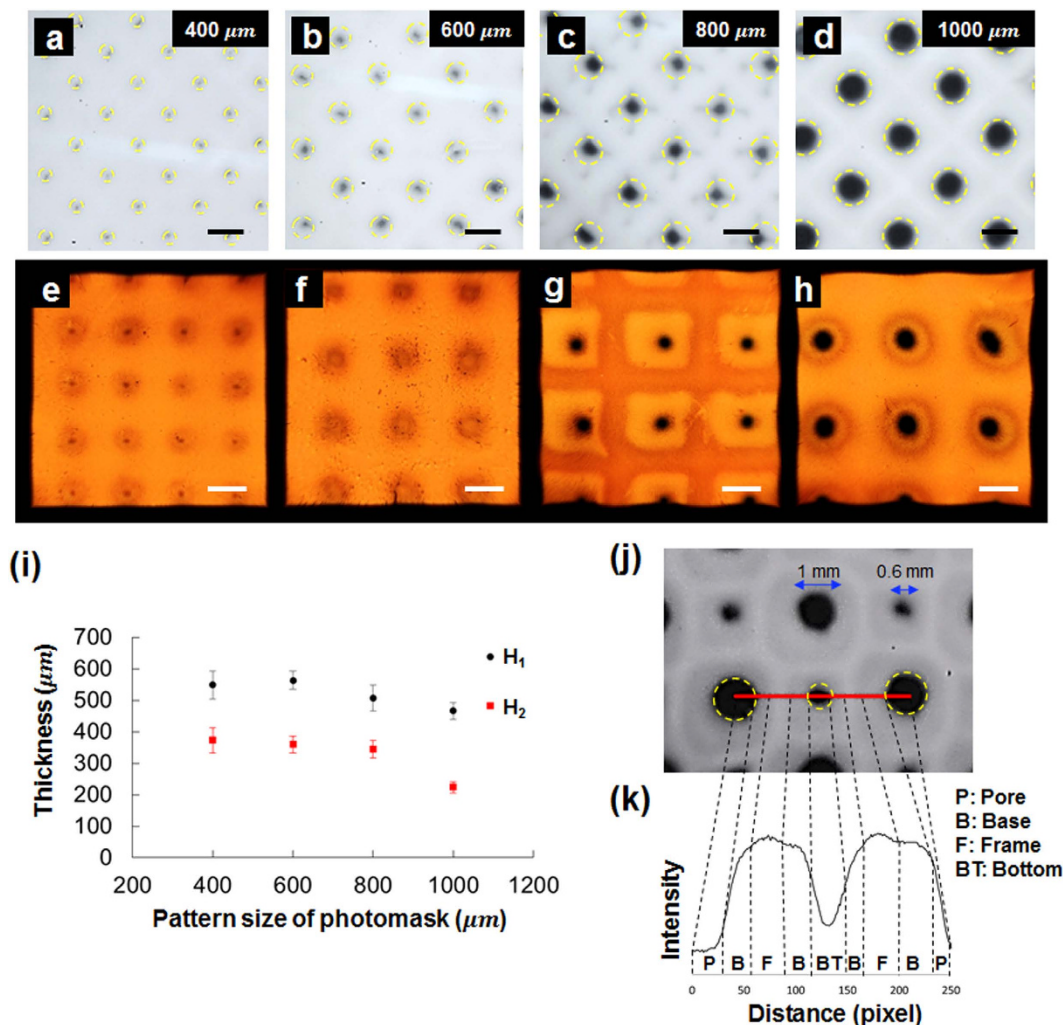 a
400 μm
b
600 μm
c
800 μm
d
1000 μm
e
f
g
h
(i)
700
600
500
400
300
200
100
0
200 400 600 800 1000 1200
Thickness (μm)
Pattern size of photomask (μm)
H1
H2
(j)
1 mm
0.6 mm
(k)
P: Pore
B: Base
F: Frame
BT: Bottom
Intensity
P B F B BT B F B P
0 50 100 150 200 250
Distance (pixel)